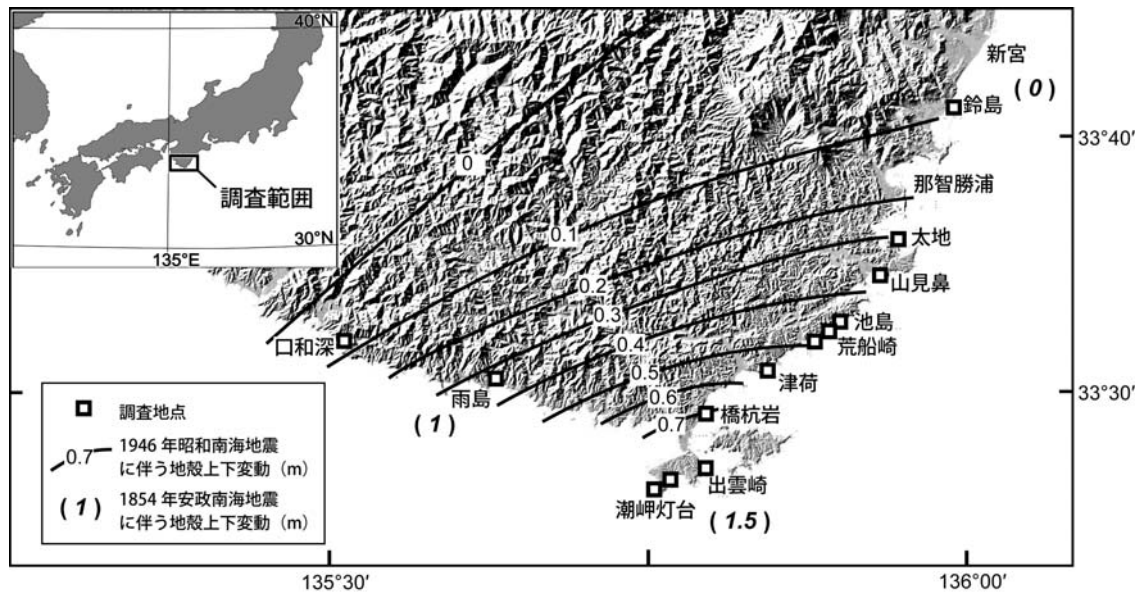 40°N
30°N
135°E
調査範囲
新宮
( 0 )
鈴島
33°40′
那智勝浦
太地
山見鼻
池島
荒船崎
津荷
33°30′
橋杭岩
出雲崎
潮岬灯台
( 1.5 )
口和深
雨島
( 1 )
0
0.1
0.2
0.3
0.4
0.5
0.6
0.7
調査地点
0.7
1946 年昭和南海地震
に伴う地殻上下変動（m）
( 1 )
1854 年安政南海地震
に伴う地殻上下変動（m）
135°30′
136°00′